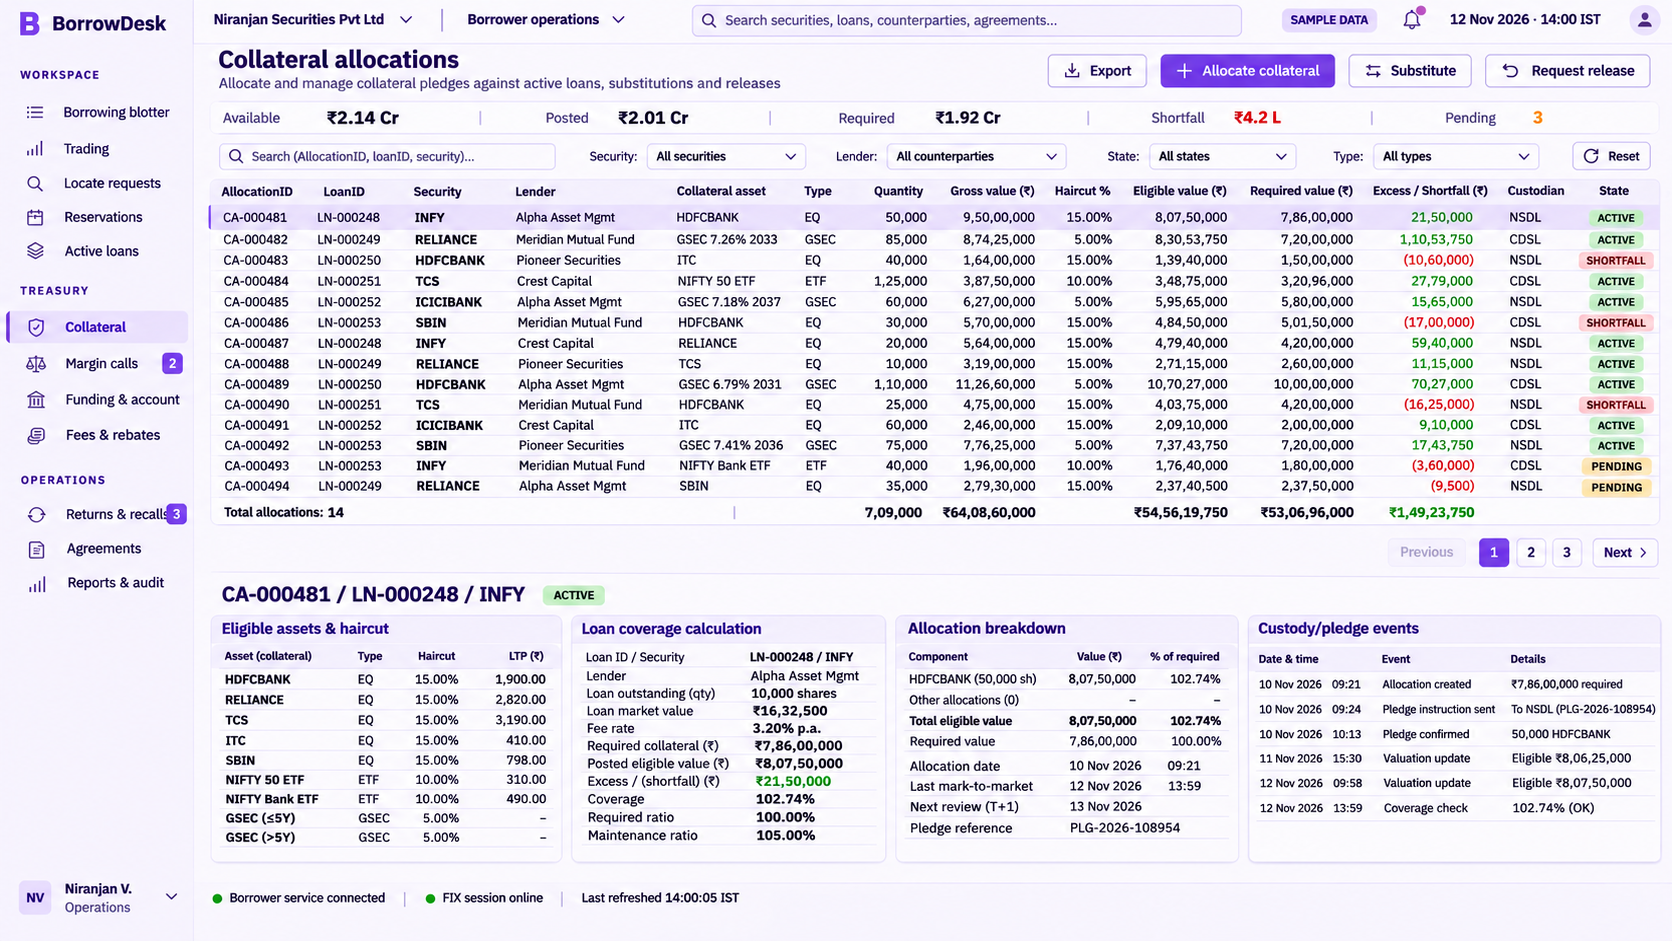 BorrowDesk
Niranjan Securities Pvt Ltd
Borrower operations
Search securities, loans, counterparties, agreements...
SAMPLE DATA
12 Nov 2026 · 14:00 IST
WORKSPACE
Borrowing blotter
Trading
Locate requests
Reservations
Active loans
TREASURY
Collateral
Margin calls 2
Funding & account
Fees & rebates
OPERATIONS
Returns & recalls 3
Agreements
Reports & audit
NV
Niranjan V.
Operations
Collateral allocations
Allocate and manage collateral pledges against active loans, substitutions and releases
Export
Allocate collateral
Substitute
Request release
Available ₹2.14 Cr | Posted ₹2.01 Cr | Required ₹1.92 Cr | Shortfall ₹4.2 L | Pending 3
Search (AllocationID, loanID, security)...
Security: All securities
Lender: All counterparties
State: All states
Type: All types
Reset
AllocationID LoanID Security Lender Collateral asset Type Quantity Gross value (₹) Haircut % Eligible value (₹) Required value (₹) Excess / Shortfall (₹) Custodian State
CA-000481 LN-000248 INFY Alpha Asset Mgmt HDFCBANK EQ 50,000 9,50,00,000 15.00% 8,07,50,000 7,86,00,000 21,50,000 NSDL ACTIVE
CA-000482 LN-000249 RELIANCE Meridian Mutual Fund GSEC 7.26% 2033 GSEC 85,000 8,74,25,000 5.00% 8,30,53,750 7,20,00,000 1,10,53,750 CDSL ACTIVE
CA-000483 LN-000250 HDFCBANK Pioneer Securities ITC EQ 40,000 1,64,00,000 15.00% 1,39,40,000 1,50,00,000 (10,60,000) NSDL SHORTFALL
CA-000484 LN-000251 TCS Crest Capital NIFTY 50 ETF ETF 1,25,000 3,87,50,000 10.00% 3,48,75,000 3,20,96,000 27,79,000 CDSL ACTIVE
CA-000485 LN-000252 ICICIBANK Alpha Asset Mgmt GSEC 7.18% 2037 GSEC 60,000 6,27,00,000 5.00% 5,95,65,000 5,80,00,000 15,65,000 NSDL ACTIVE
CA-000486 LN-000253 SBIN Meridian Mutual Fund HDFCBANK EQ 30,000 5,70,00,000 15.00% 4,84,50,000 5,01,50,000 (17,00,000) CDSL SHORTFALL
CA-000487 LN-000248 INFY Crest Capital RELIANCE EQ 20,000 5,64,00,000 15.00% 4,79,40,000 4,20,00,000 59,40,000 NSDL ACTIVE
CA-000488 LN-000249 RELIANCE Pioneer Securities TCS EQ 10,000 3,19,00,000 15.00% 2,71,15,000 2,60,00,000 11,15,000 NSDL ACTIVE
CA-000489 LN-000250 HDFCBANK Alpha Asset Mgmt GSEC 6.79% 2031 GSEC 1,10,000 11,26,60,000 5.00% 10,70,27,000 10,00,00,000 70,27,000 CDSL ACTIVE
CA-000490 LN-000251 TCS Meridian Mutual Fund HDFCBANK EQ 25,000 4,75,00,000 15.00% 4,03,75,000 4,20,00,000 (16,25,000) NSDL SHORTFALL
CA-000491 LN-000252 ICICIBANK Crest Capital ITC EQ 60,000 2,46,00,000 15.00% 2,09,10,000 2,00,00,000 9,10,000 CDSL ACTIVE
CA-000492 LN-000253 SBIN Pioneer Securities GSEC 7.41% 2036 GSEC 75,000 7,76,25,000 5.00% 7,37,43,750 7,20,00,000 17,43,750 NSDL ACTIVE
CA-000493 LN-000253 INFY Meridian Mutual Fund NIFTY Bank ETF ETF 40,000 1,96,00,000 10.00% 1,76,40,000 1,80,00,000 (3,60,000) CDSL PENDING
CA-000494 LN-000249 RELIANCE Alpha Asset Mgmt SBIN EQ 35,000 2,79,30,000 15.00% 2,37,40,500 2,37,50,000 (9,500) NSDL PENDING
Total allocations: 14 | 7,09,000 ₹64,08,60,000 ₹54,56,19,750 ₹53,06,96,000 ₹1,49,23,750
Previous 1 2 3 Next
CA-000481 / LN-000248 / INFY ACTIVE
Eligible assets & haircut
Asset (collateral) Type Haircut LTP (₹)
HDFCBANK EQ 15.00% 1,900.00
RELIANCE EQ 15.00% 2,820.00
TCS EQ 15.00% 3,190.00
ITC EQ 15.00% 410.00
SBIN EQ 15.00% 798.00
NIFTY 50 ETF ETF 10.00% 310.00
NIFTY Bank ETF ETF 10.00% 490.00
GSEC (≤5Y) GSEC 5.00% –
GSEC (>5Y) GSEC 5.00% –
Loan coverage calculation
Loan ID / Security LN-000248 / INFY
Lender Alpha Asset Mgmt
Loan outstanding (qty) 10,000 shares
Loan market value ₹16,32,500
Fee rate 3.20% p.a.
Required collateral (₹) ₹7,86,00,000
Posted eligible value (₹) ₹8,07,50,000
Excess / (shortfall) (₹) ₹21,50,000
Coverage 102.74%
Required ratio 100.00%
Maintenance ratio 105.00%
Allocation breakdown
Component Value (₹) % of required
HDFCBANK (50,000 sh) 8,07,50,000 102.74%
Other allocations (0) – –
Total eligible value 8,07,50,000 102.74%
Required value 7,86,00,000 100.00%
Allocation date 10 Nov 2026 09:21
Last mark-to-market 12 Nov 2026 13:59
Next review (T+1) 13 Nov 2026
Pledge reference PLG-2026-108954
Custody/pledge events
Date & time Event Details
10 Nov 2026 09:21 Allocation created ₹7,86,00,000 required
10 Nov 2026 09:24 Pledge instruction sent To NSDL (PLG-2026-108954)
10 Nov 2026 10:13 Pledge confirmed 50,000 HDFCBANK
11 Nov 2026 15:30 Valuation update Eligible ₹8,06,25,000
12 Nov 2026 09:58 Valuation update Eligible ₹8,07,50,000
12 Nov 2026 13:59 Coverage check 102.74% (OK)
Borrower service connected | FIX session online | Last refreshed 14:00:05 IST